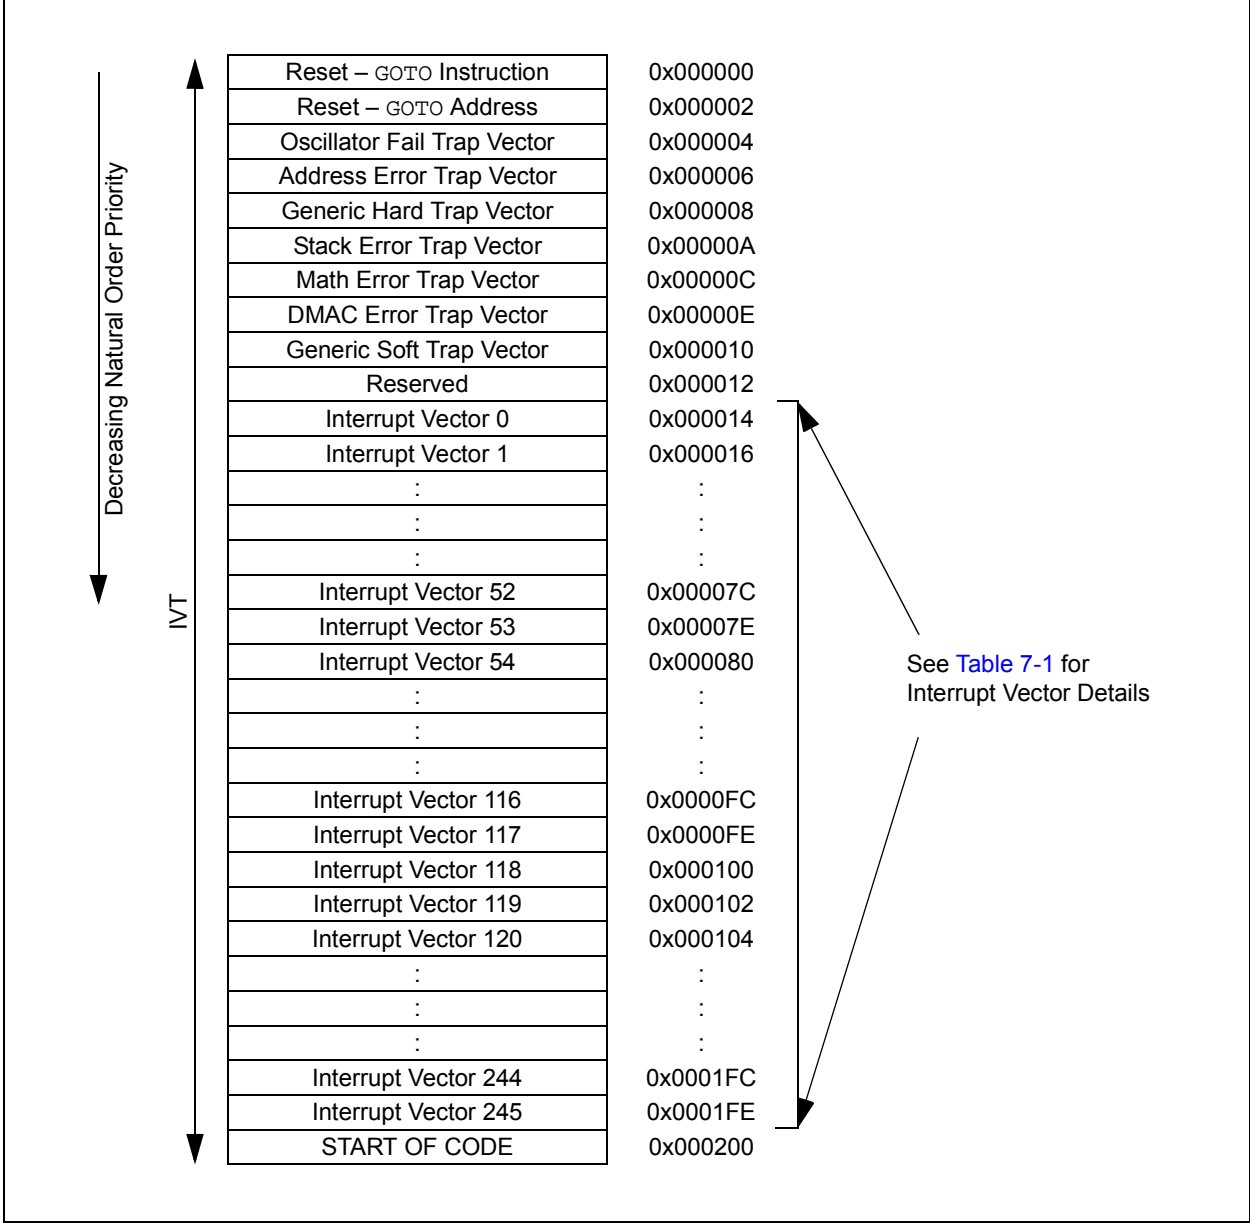 Decreasing Natural Order Priority
IVT
Reset – GOTO Instruction 0x000000
Reset – GOTO Address 0x000002
Oscillator Fail Trap Vector 0x000004
Address Error Trap Vector 0x000006
Generic Hard Trap Vector 0x000008
Stack Error Trap Vector 0x00000A
Math Error Trap Vector 0x00000C
DMAC Error Trap Vector 0x00000E
Generic Soft Trap Vector 0x000010
Reserved 0x000012
Interrupt Vector 0 0x000014
Interrupt Vector 1 0x000016
: :
: :
: :
Interrupt Vector 52 0x00007C
Interrupt Vector 53 0x00007E
Interrupt Vector 54 0x000080
: :
: :
: :
Interrupt Vector 116 0x0000FC
Interrupt Vector 117 0x0000FE
Interrupt Vector 118 0x000100
Interrupt Vector 119 0x000102
Interrupt Vector 120 0x000104
: :
: :
: :
Interrupt Vector 244 0x0001FC
Interrupt Vector 245 0x0001FE
START OF CODE 0x000200
See Table 7-1 for
Interrupt Vector Details